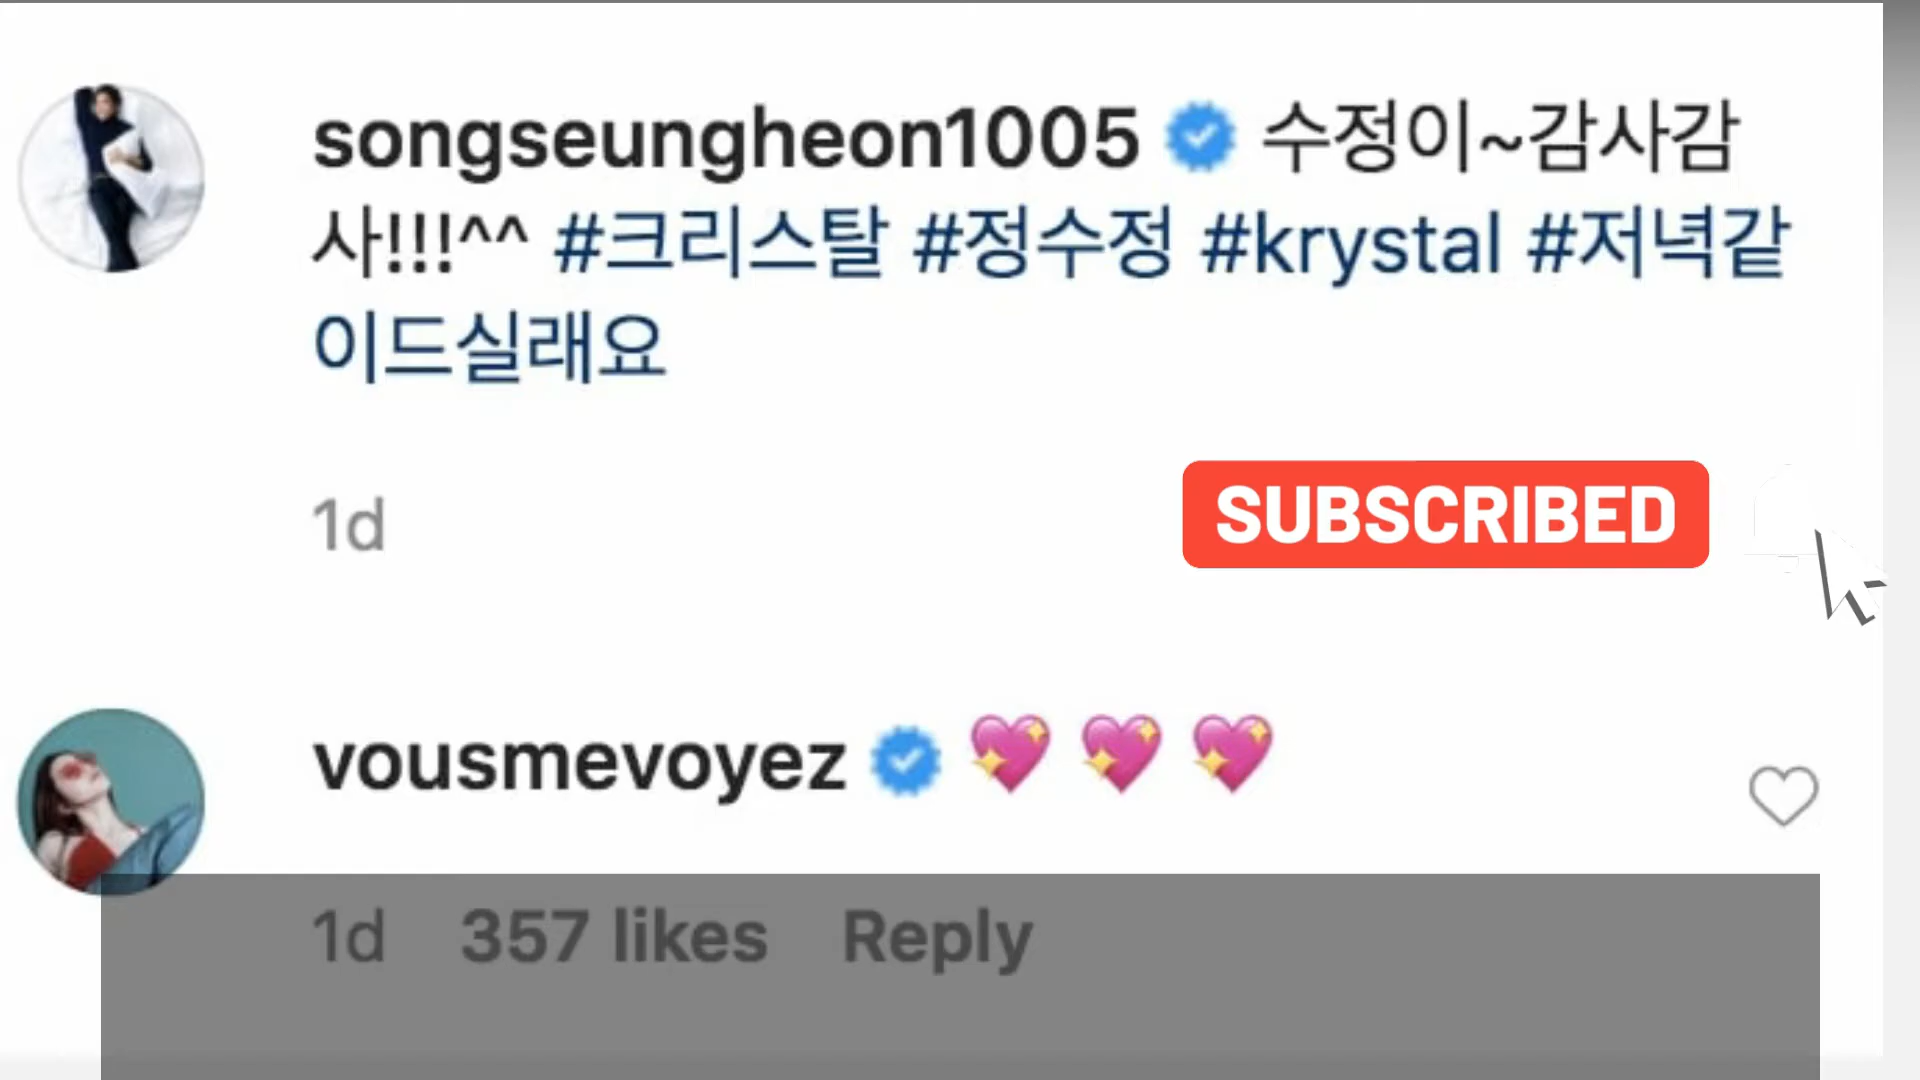 songseungheon1005 수정이~감사감
사!!!^^ #크리스탈 #정수정 #krystal #저녁같
이드실래요
1d
SUBSCRIBED
vousmevoyez 💖 💖 💖
1d 357 likes Reply